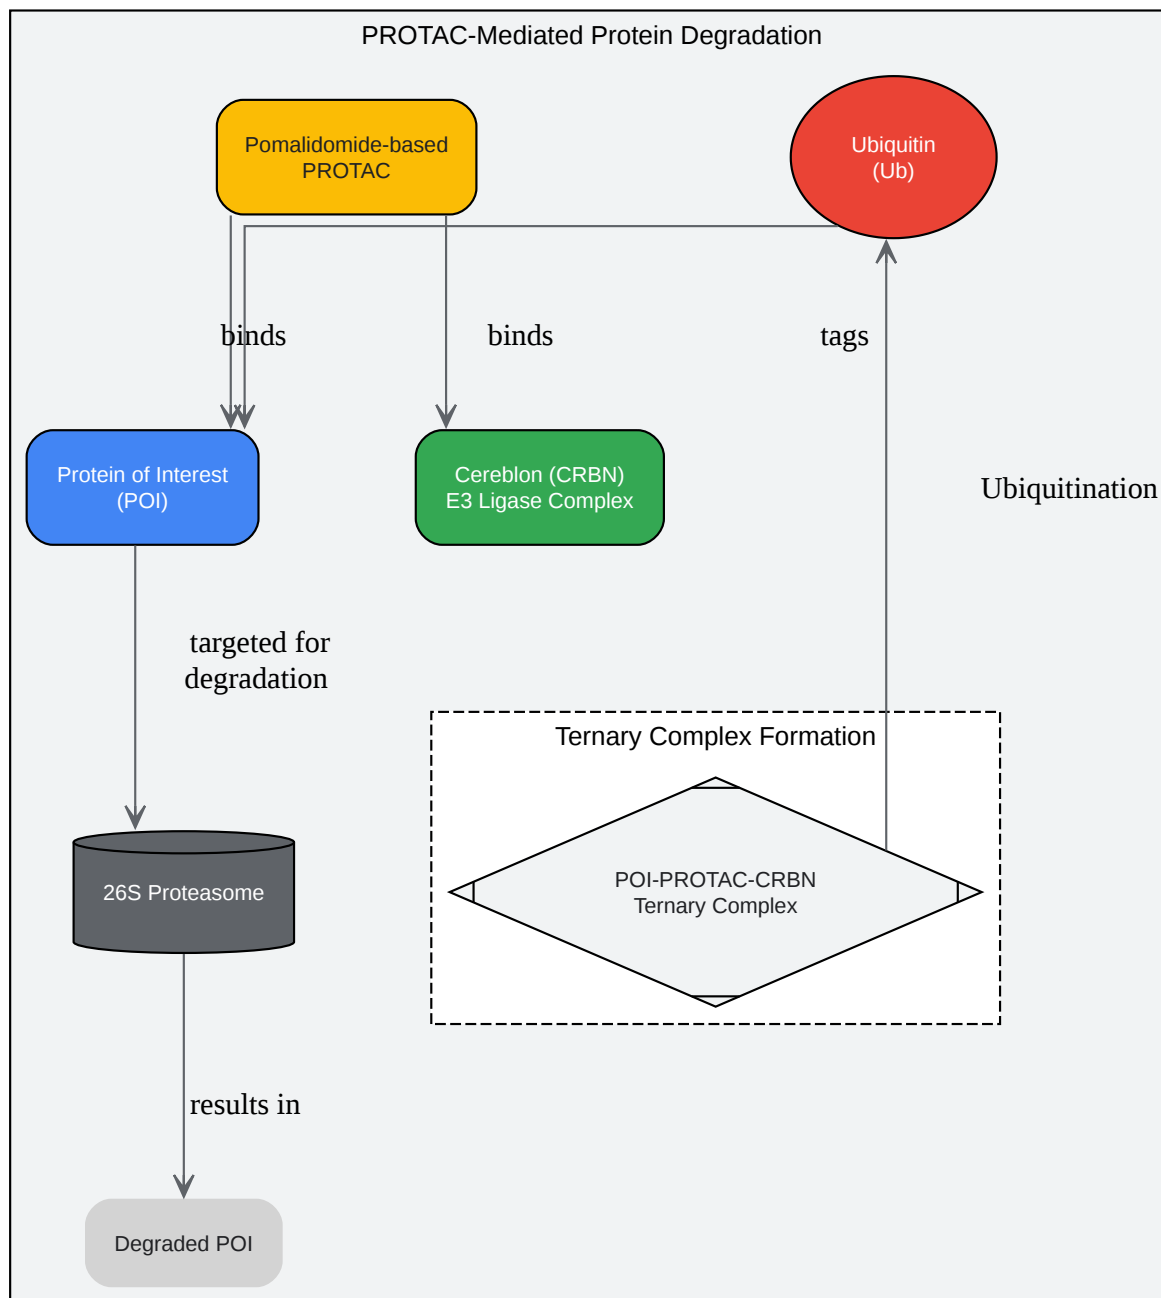 PROTAC-Mediated Protein Degradation
Pomalidomide-based
PROTAC
Ubiquitin
(Ub)
binds
binds
tags
Protein of Interest
(POI)
Cereblon (CRBN)
E3 Ligase Complex
Ubiquitination
targeted for
degradation
Ternary Complex Formation
26S Proteasome
POI-PROTAC-CRBN
Ternary Complex
results in
Degraded POI